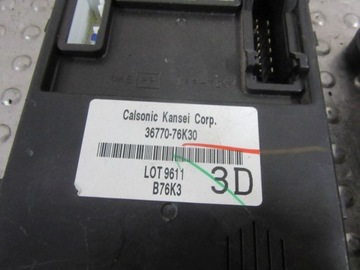 Calsonic Kansei Corp.
36770-76K30
LOT 9611
B76K3
3D